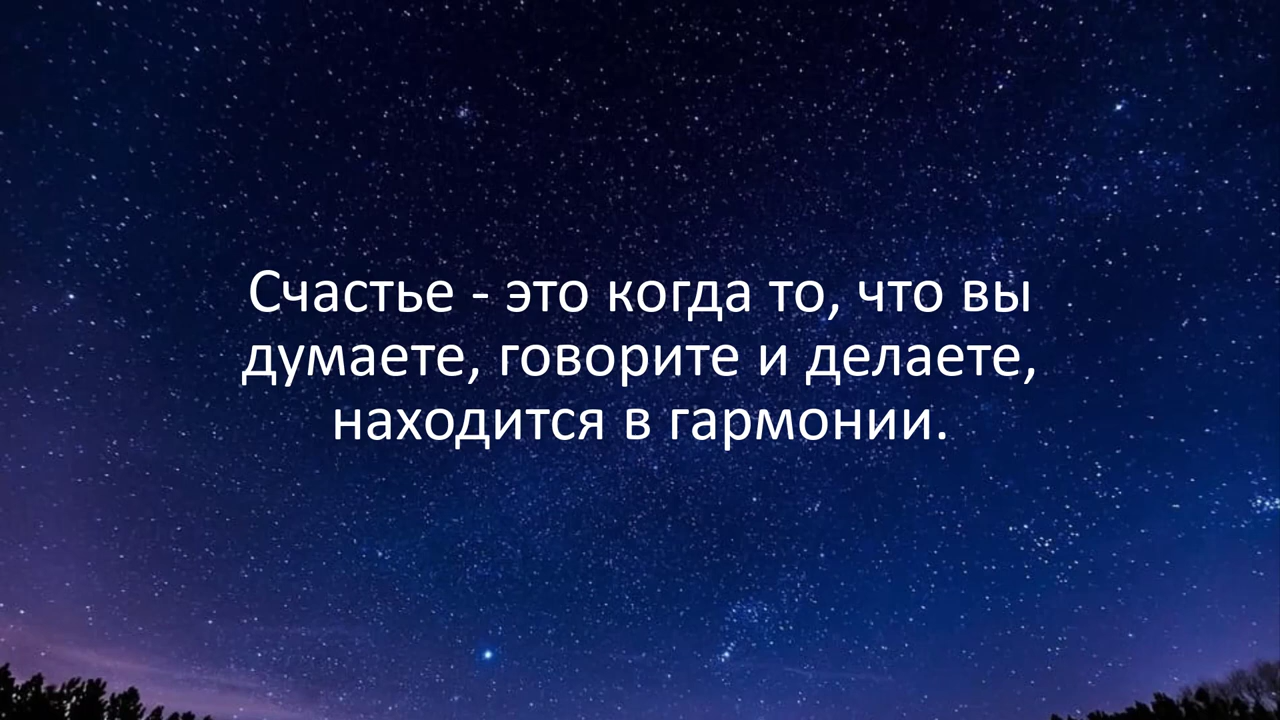 Счастье - это когда то, что вы
думаете, говорите и делаете,
находится в гармонии.